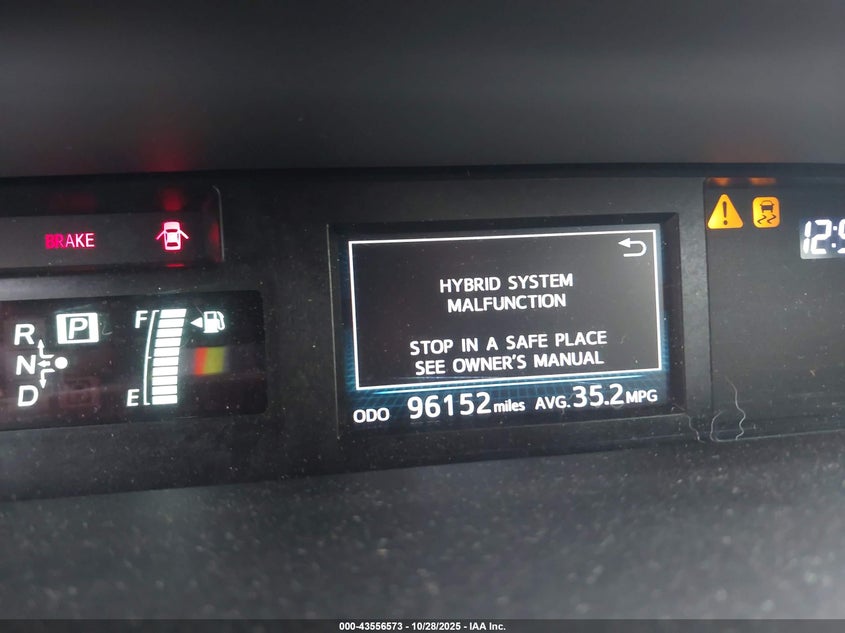 BRAKE
12:
R
P
F
N
D
E
HYBRID SYSTEM
MALFUNCTION
STOP IN A SAFE PLACE
SEE OWNER'S MANUAL
ODO 96152 miles AVG. 35.2 MPG
000-43556573 - 10/28/2025 - IAA Inc.